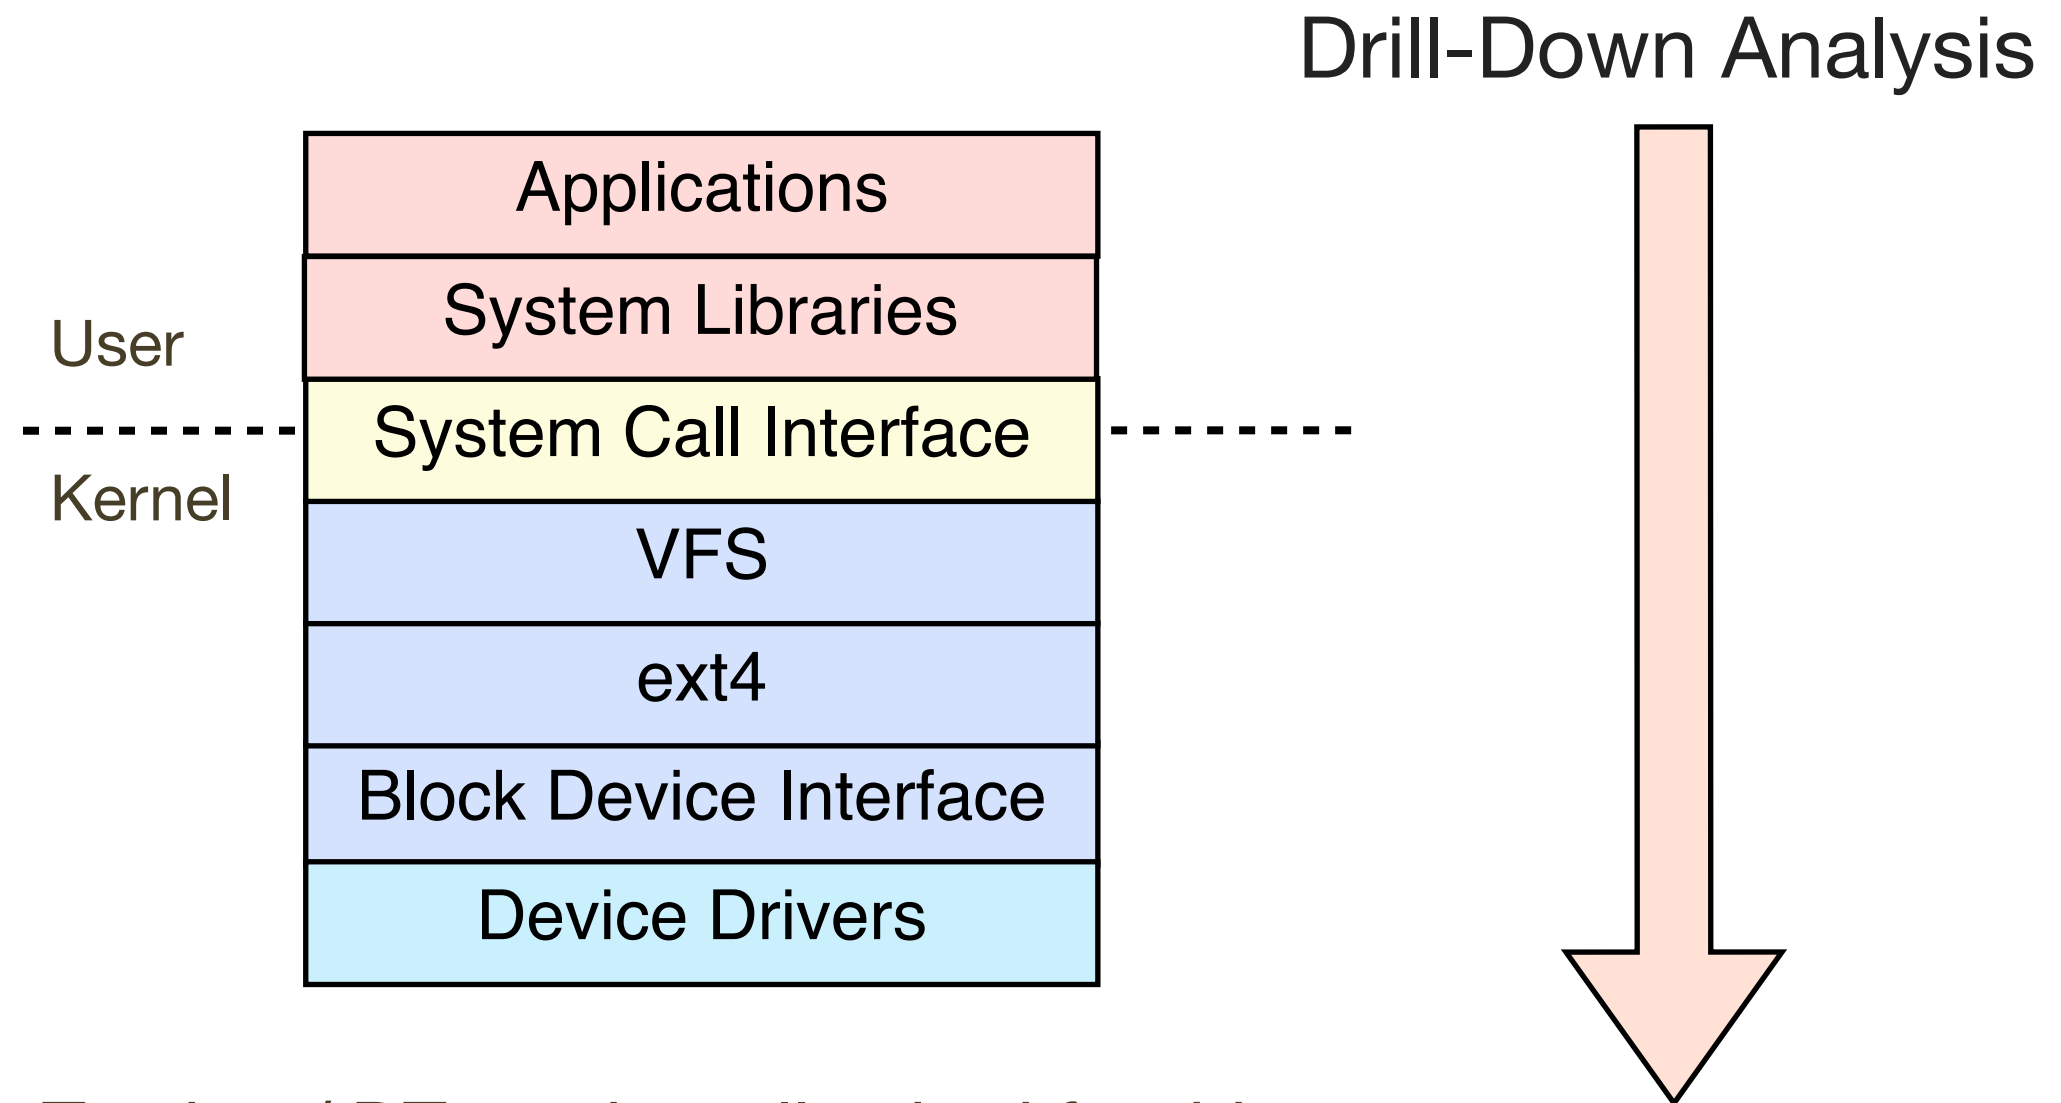 Drill-Down Analysis
Applications
System Libraries
User
System Call Interface
Kernel
VFS
ext4
Block Device Interface
Device Drivers